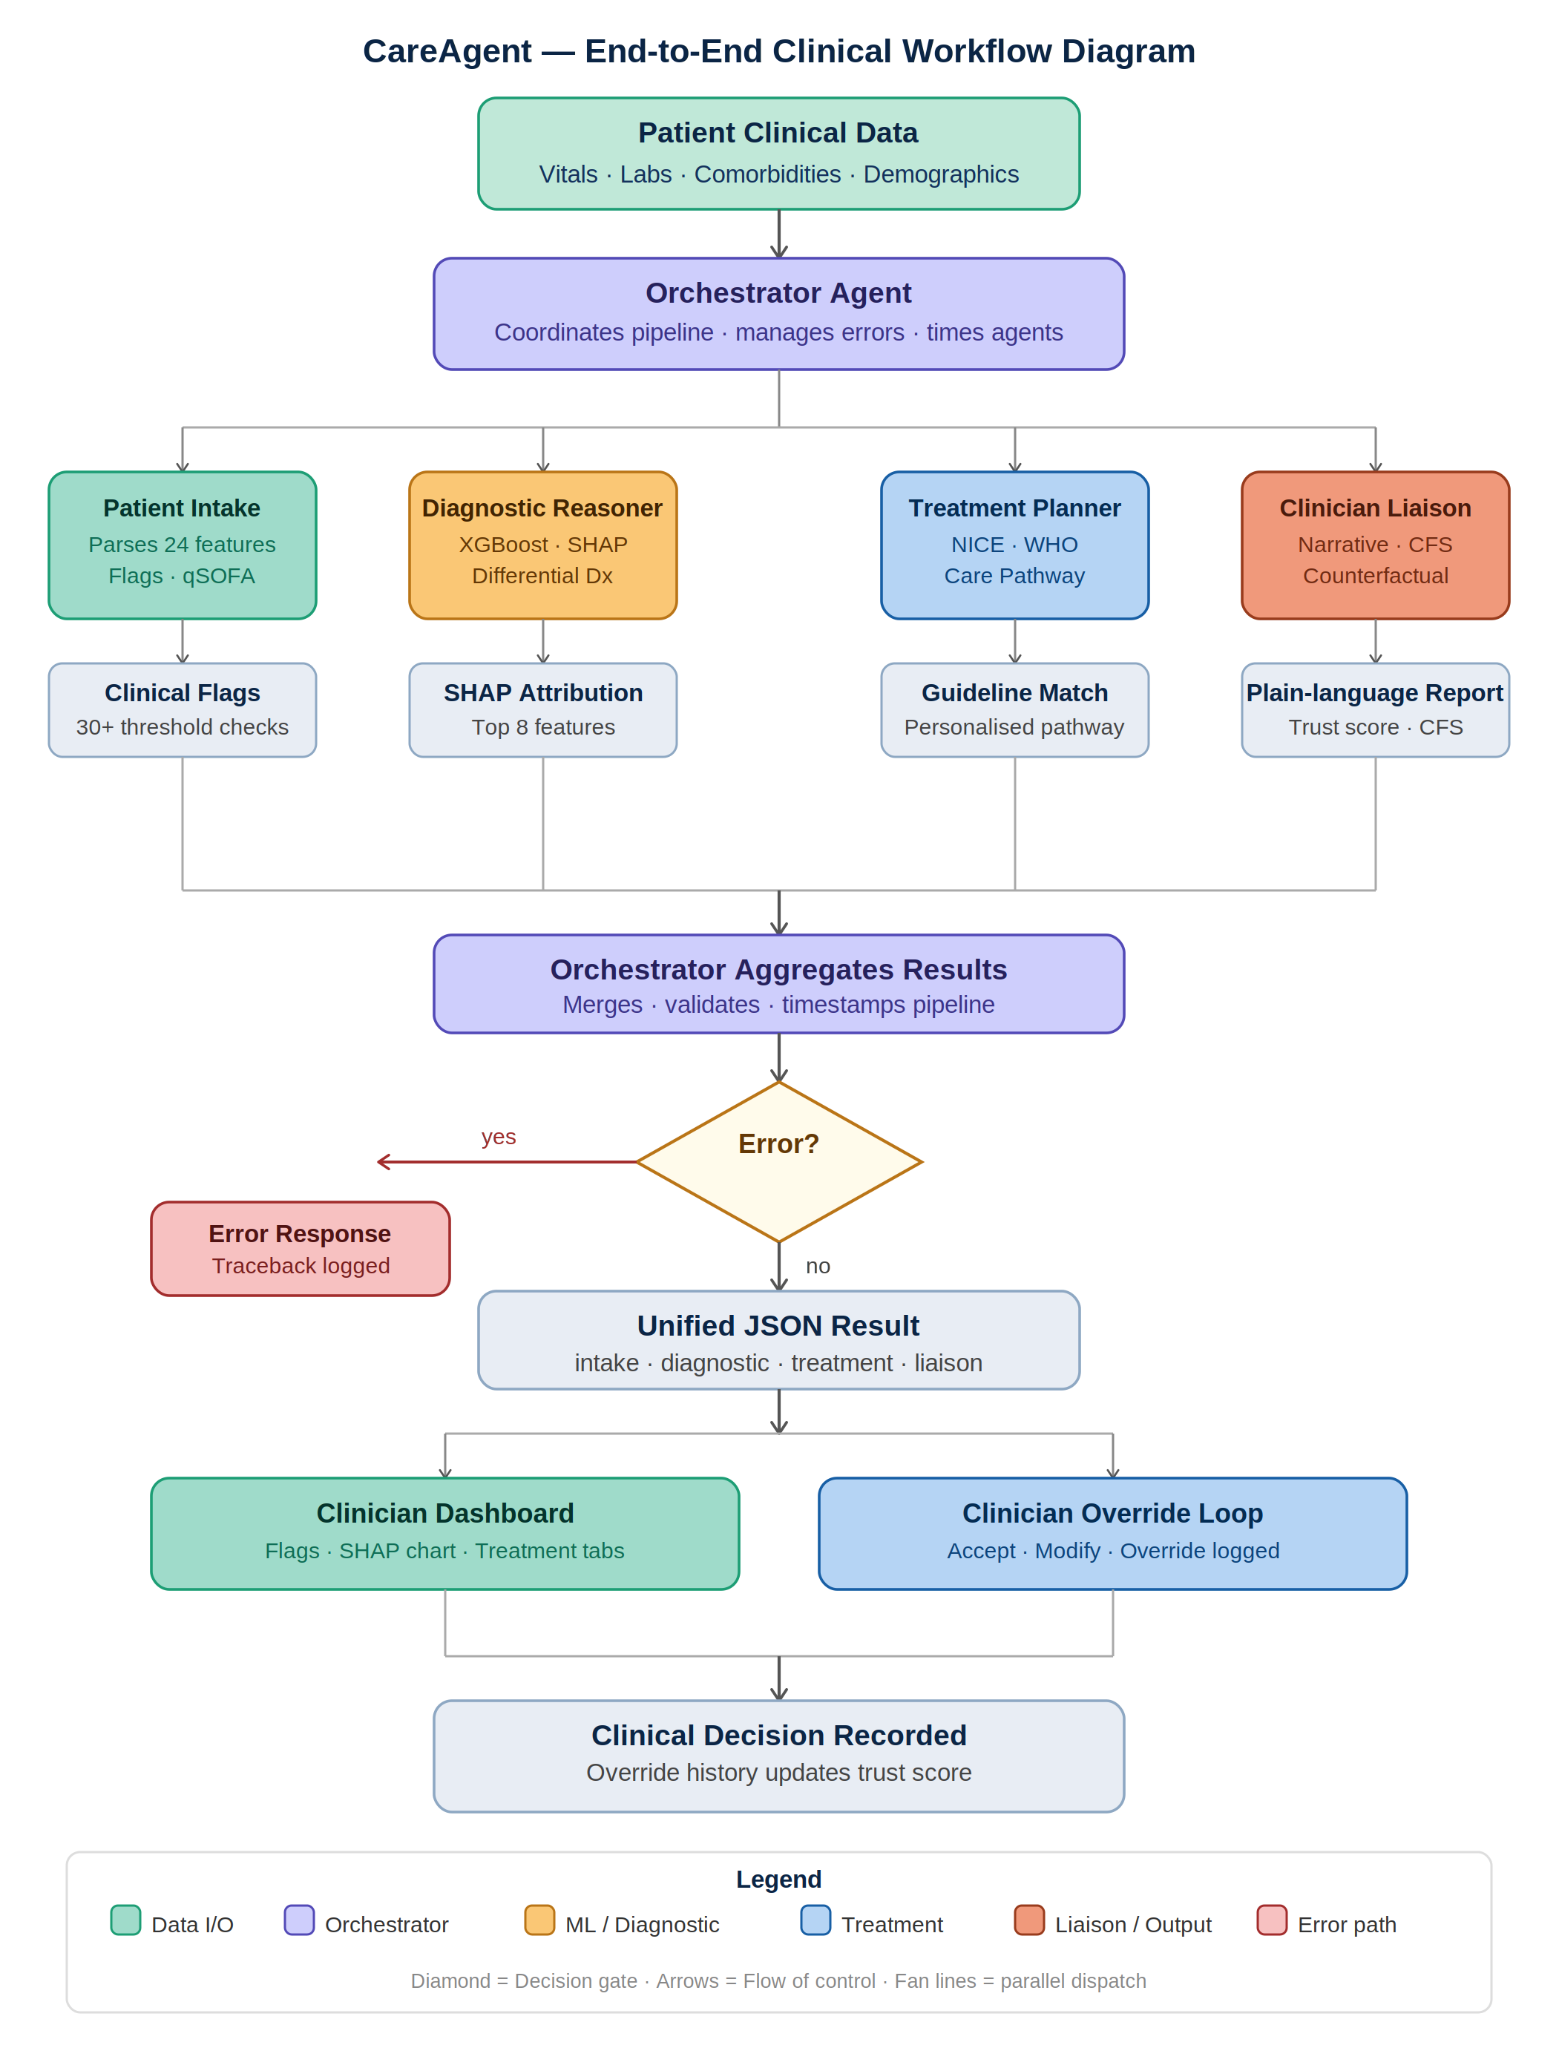 CareAgent — End-to-End Clinical Workflow Diagram
Patient Clinical Data
Vitals · Labs · Comorbidities · Demographics
Orchestrator Agent
Coordinates pipeline · manages errors · times agents
Patient Intake
Parses 24 features
Flags · qSOFA
Diagnostic Reasoner
XGBoost · SHAP
Differential Dx
Treatment Planner
NICE · WHO
Care Pathway
Clinician Liaison
Narrative · CFS
Counterfactual
Clinical Flags
30+ threshold checks
SHAP Attribution
Top 8 features
Guideline Match
Personalised pathway
Plain-language Report
Trust score · CFS
Orchestrator Aggregates Results
Merges · validates · timestamps pipeline
Error?
yes
Error Response
Traceback logged
no
Unified JSON Result
intake · diagnostic · treatment · liaison
Clinician Dashboard
Flags · SHAP chart · Treatment tabs
Clinician Override Loop
Accept · Modify · Override logged
Clinical Decision Recorded
Override history updates trust score
Legend
Data I/O
Orchestrator
ML / Diagnostic
Treatment
Liaison / Output
Error path
Diamond = Decision gate · Arrows = Flow of control · Fan lines = parallel dispatch